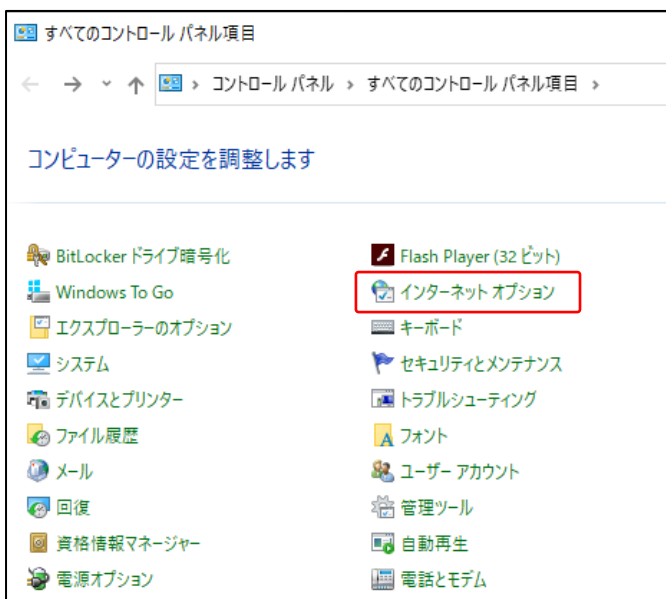 すべてのコントロール パネル項目
コントロール パネル › すべてのコントロール パネル項目 ›
コンピューターの設定を調整します
BitLocker ドライブ暗号化
Flash Player (32 ビット)
Windows To Go
インターネット オプション
エクスプローラーのオプション
キーボード
システム
セキュリティとメンテナンス
デバイスとプリンター
トラブルシューティング
ファイル履歴
フォント
メール
ユーザー アカウント
回復
管理ツール
資格情報マネージャー
自動再生
電源オプション
電話とモデム